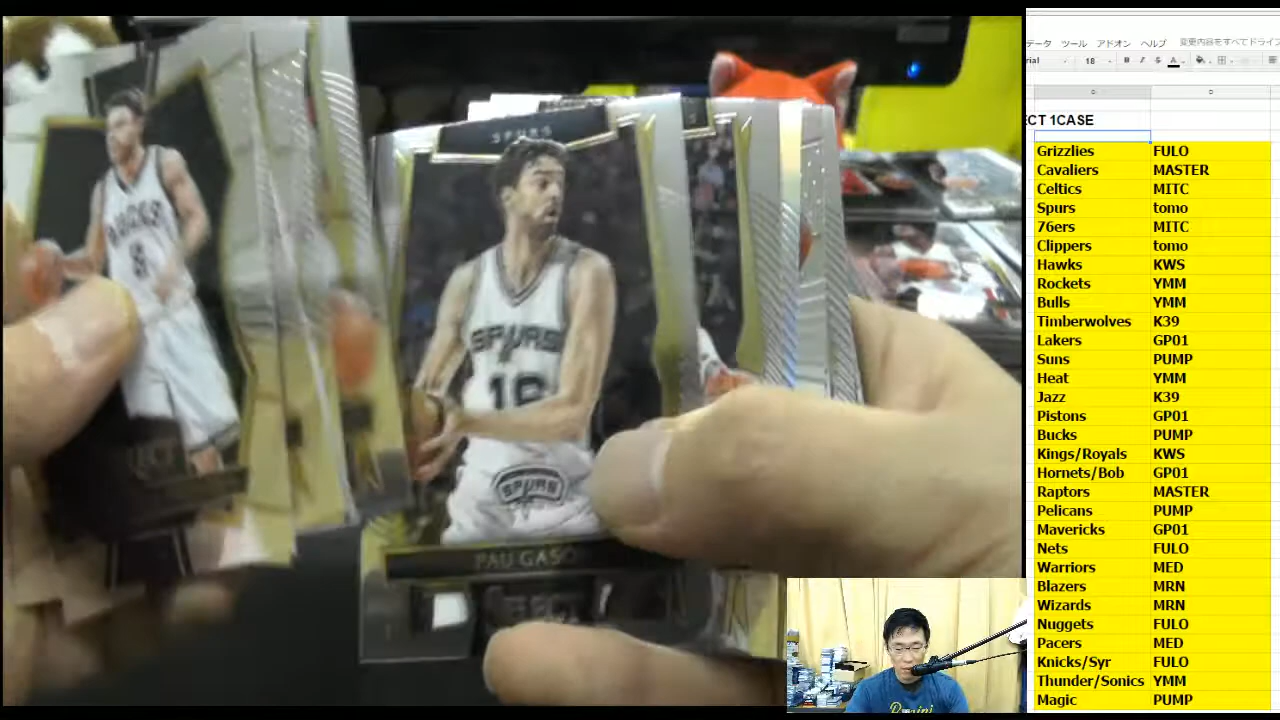 SPURS
BUCKS
SPURS
16
SPURS
PAU GASO
SELECT
ータ ツール アドオン ヘルプ 変更内容をすべてドライ
rial 18 B I S A
ECT 1CASE
Grizzlies FULO
Cavaliers MASTER
Celtics MITC
Spurs tomo
76ers MITC
Clippers tomo
Hawks KWS
Rockets YMM
Bulls YMM
Timberwolves K39
Lakers GP01
Suns PUMP
Heat YMM
Jazz K39
Pistons GP01
Bucks PUMP
Kings/Royals KWS
Hornets/Bob GP01
Raptors MASTER
Pelicans PUMP
Mavericks GP01
Nets FULO
Warriors MED
Blazers MRN
Wizards MRN
Nuggets FULO
Pacers MED
Knicks/Syr FULO
Thunder/Sonics YMM
Magic PUMP
Panini